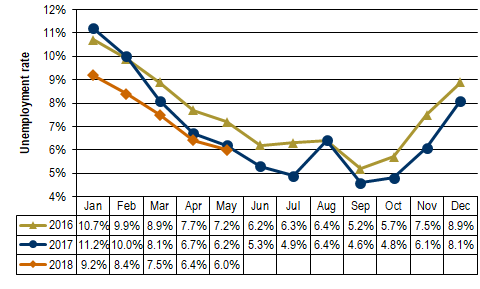 12%
11%
10%
9%
8%
7%
6%
5%
4%
Unemployment rate
Jan Feb Mar Apr May Jun Jul Aug Sep Oct Nov Dec
2016 10.7% 9.9% 8.9% 7.7% 7.2% 6.2% 6.3% 6.4% 5.2% 5.7% 7.5% 8.9%
2017 11.2% 10.0% 8.1% 6.7% 6.2% 5.3% 4.9% 6.4% 4.6% 4.8% 6.1% 8.1%
2018 9.2% 8.4% 7.5% 6.4% 6.0%